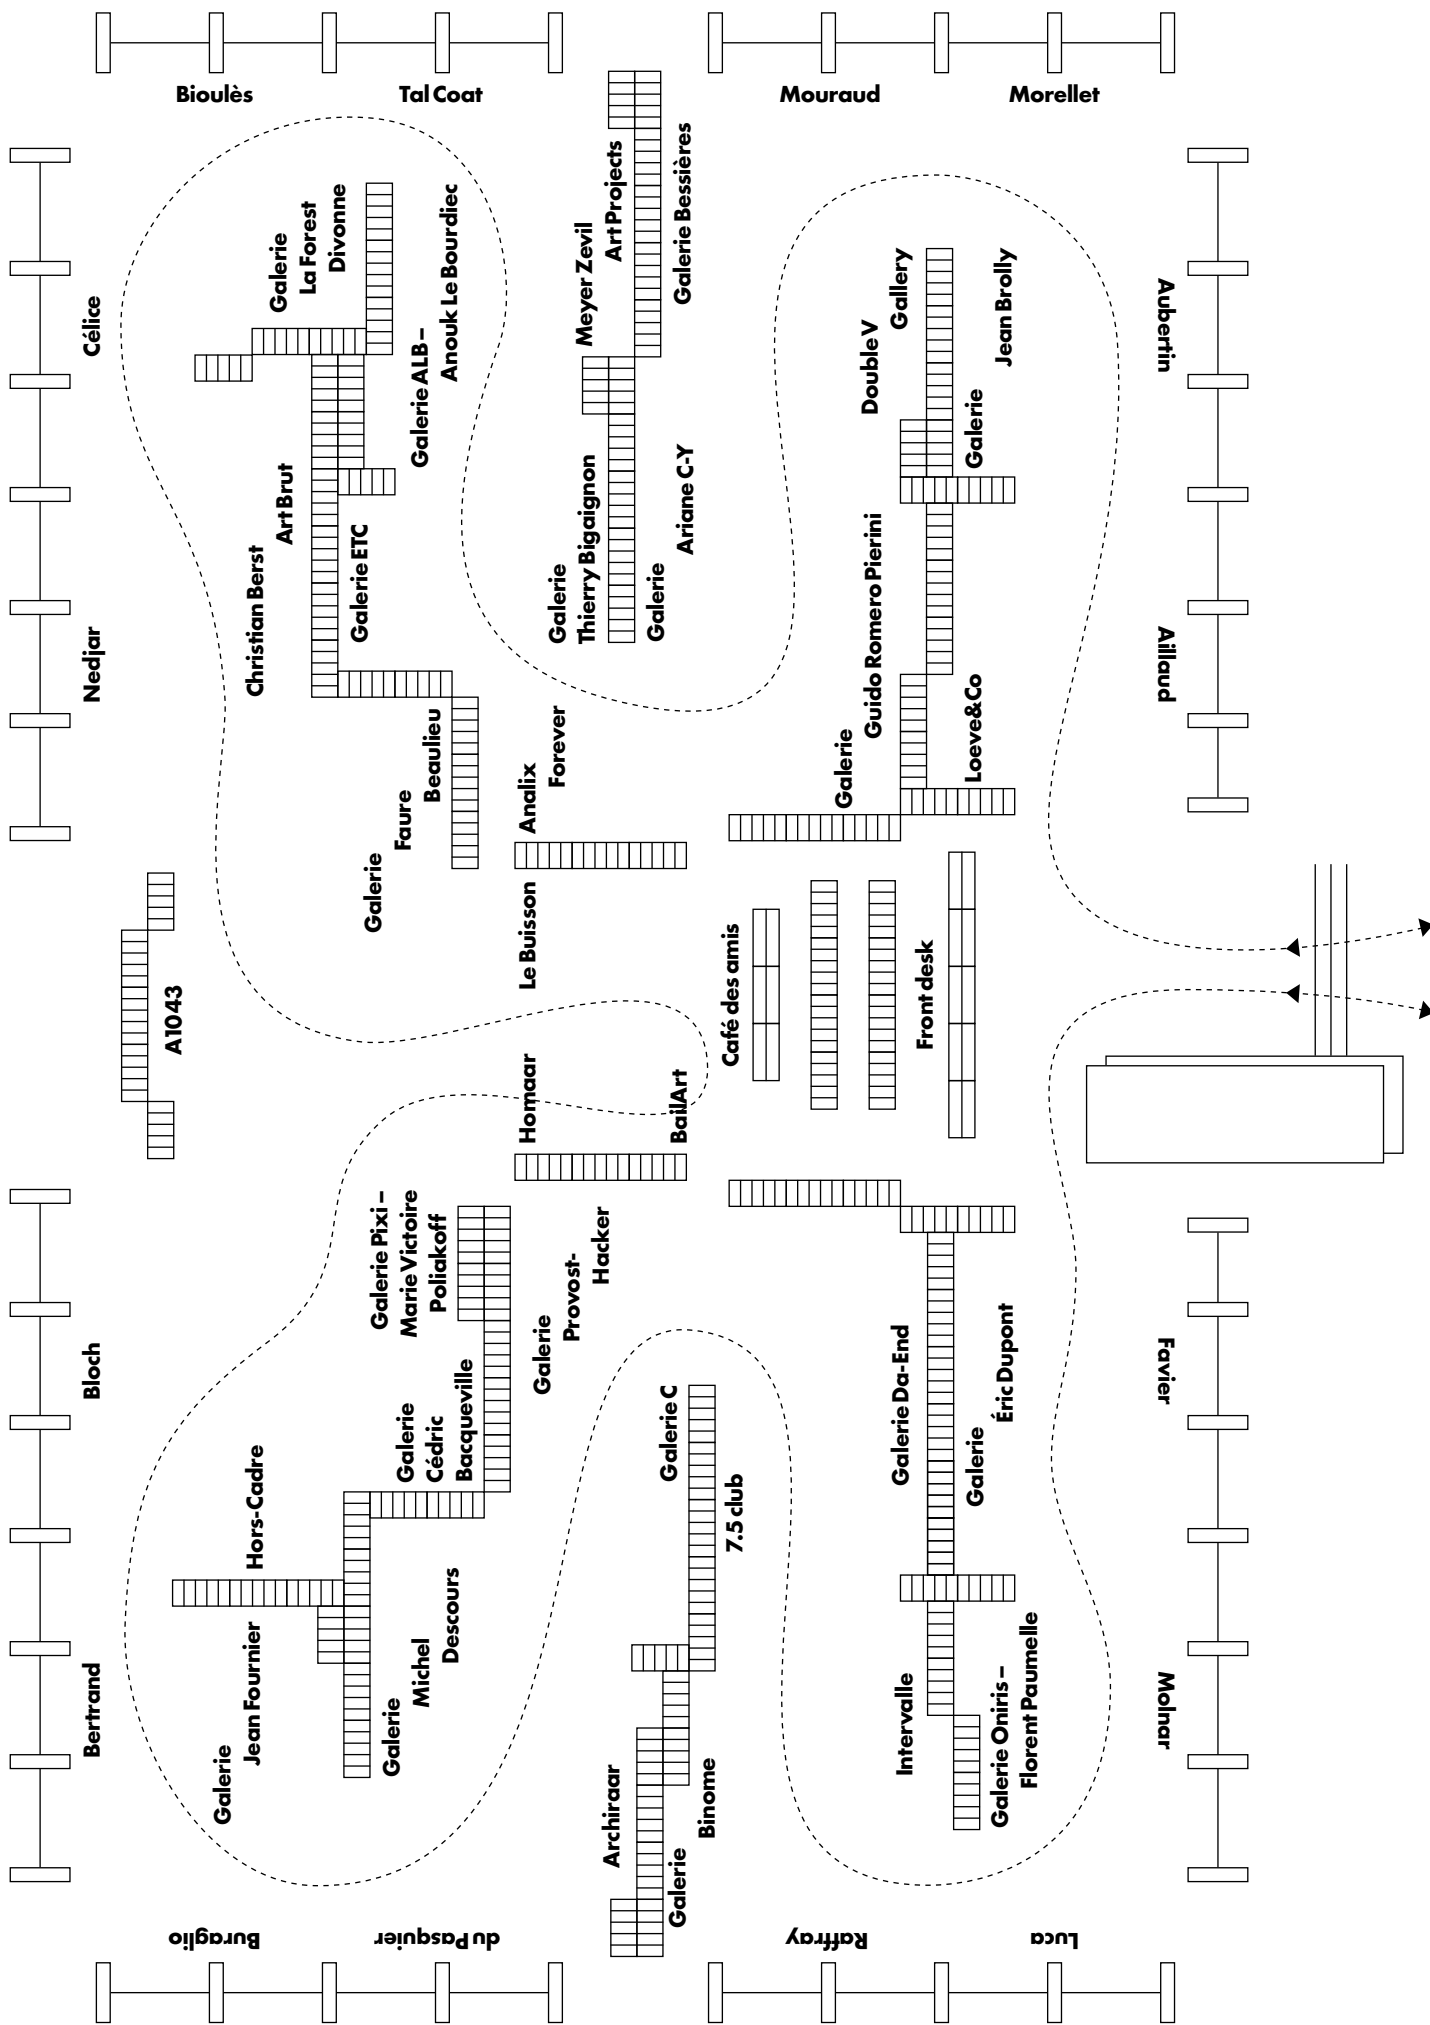 Bioulès
Tal Coat
Mouraud
Morellet
Célice
Nedjar
Bloch
Bertrand
Galerie
La Forest
Divonne
Galerie ALB –
Anouk Le Bourdiec
Christian Berst
Art Brut
Galerie ETC
Galerie
Faure
Beaulieu
Meyer Zevil
Art Projects
Galerie Bessières
Galerie
Thierry Bigaignon
Galerie
Ariane C-Y
Analix
Forever
Le Buisson
Double V
Gallery
Galerie
Jean Brolly
Galerie
Guido Romero Pierini
Loeve&Co
Aubertin
Aillaud
A1043
Homaar
BailArt
Café des amis
Front desk
Galerie Pixi –
Marie Victoire
Poliakoff
Galerie
Provost-
Hacker
Galerie
Cédric
Bacqueville
Hors-Cadre
Galerie
Jean Fournier
Galerie
Michel
Descours
Galerie C
7.5 club
Archiraar
Galerie
Binome
Galerie Da-End
Galerie
Éric Dupont
Intervalle
Galerie Oniris –
Florent Paumelle
Favier
Molnar
Buraglio
du Pasquier
Raffray
Luca